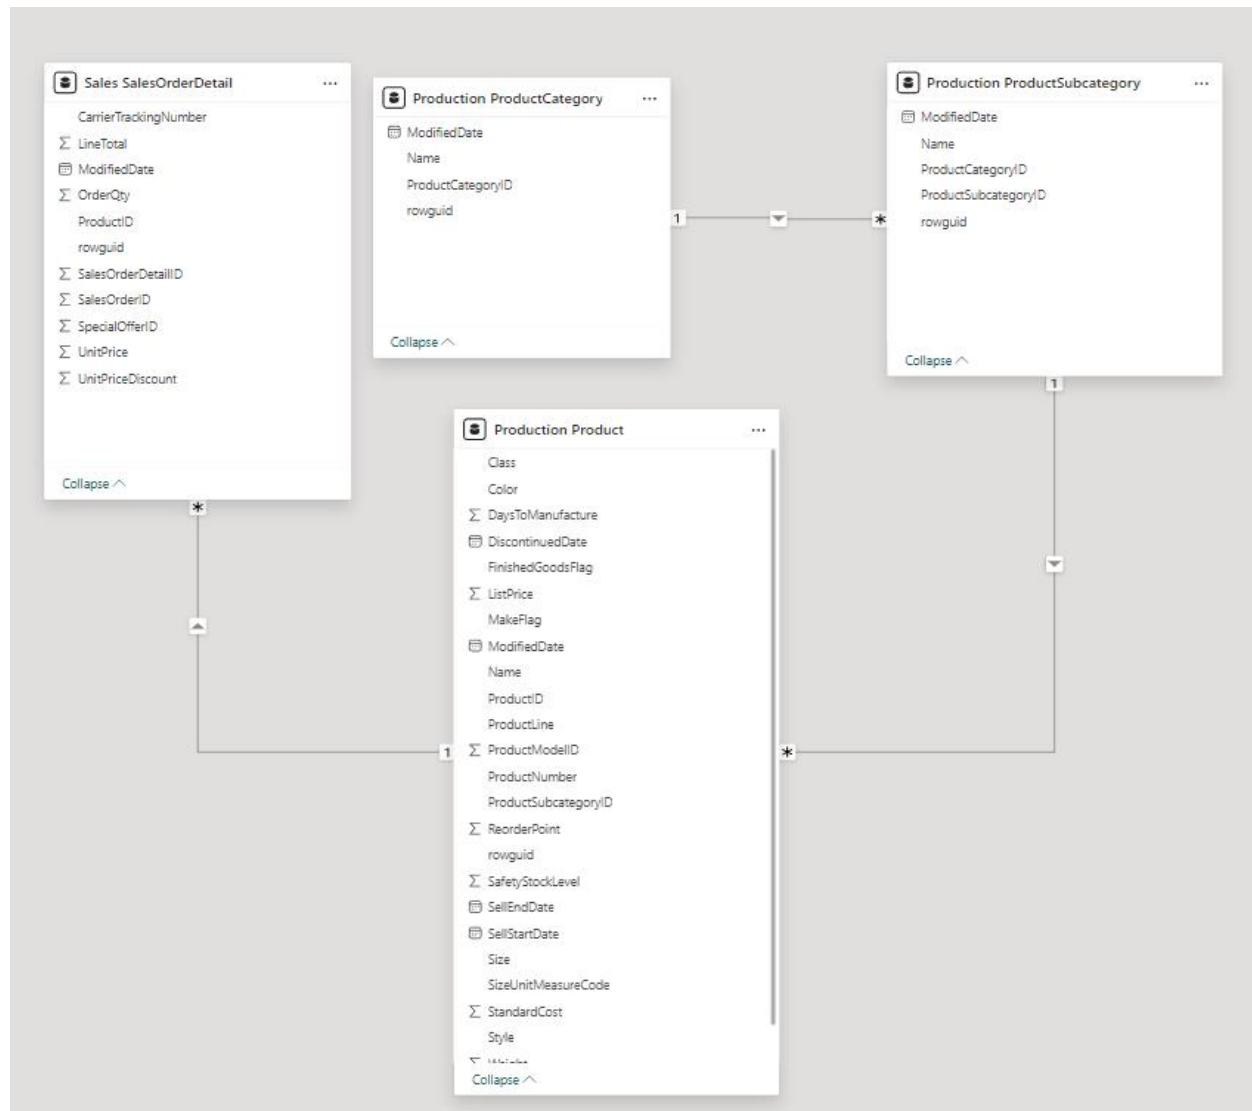 Sales SalesOrderDetail
CarrierTrackingNumber
LineTotal
ModifiedDate
OrderQty
ProductID
rowguid
SalesOrderDetailID
SalesOrderID
SpecialOfferID
UnitPrice
UnitPriceDiscount
Collapse
Production ProductCategory
ModifiedDate
Name
ProductCategoryID
rowguid
Collapse
1
*
Production ProductSubcategory
ModifiedDate
Name
ProductCategoryID
ProductSubcategoryID
rowguid
Collapse
1
*
Production Product
Class
Color
DaysToManufacture
DiscontinuedDate
FinishedGoodsFlag
ListPrice
MakeFlag
ModifiedDate
Name
ProductID
ProductLine
1
ProductModelID
*
ProductNumber
ProductSubcategoryID
ReorderPoint
rowguid
SafetyStockLevel
SellEndDate
SellStartDate
Size
SizeUnitMeasureCode
StandardCost
Style
Collapse